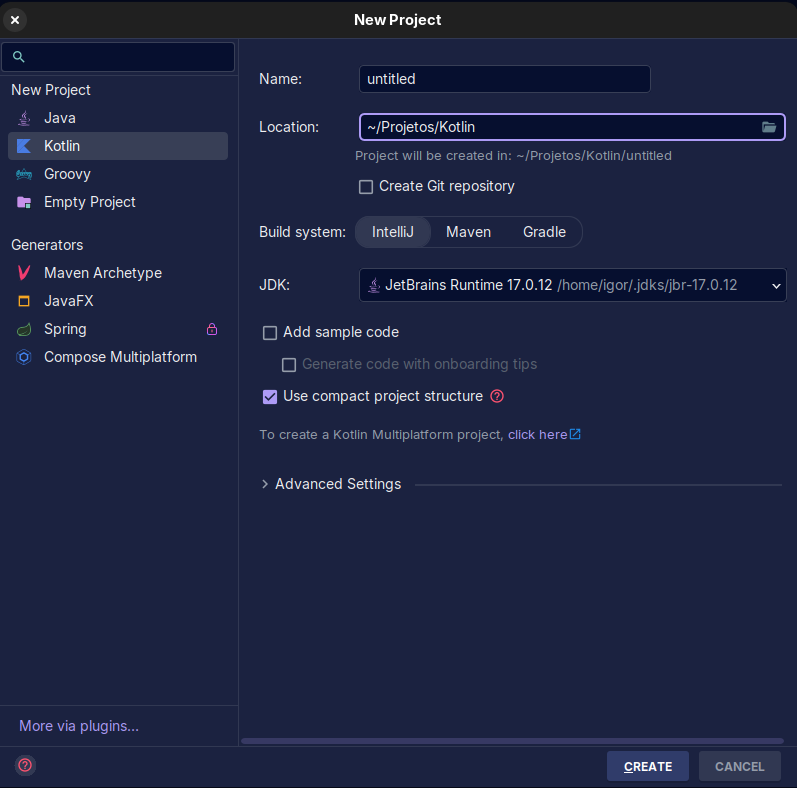 New Project
New Project
Java
Kotlin
Groovy
Empty Project
Generators
Maven Archetype
JavaFX
Spring
Compose Multiplatform
More via plugins...
Name: untitled
Location: ~/Projetos/Kotlin
Project will be created in: ~/Projetos/Kotlin/untitled
Create Git repository
Build system: IntelliJ Maven Gradle
JDK: JetBrains Runtime 17.0.12 /home/igor/.jdks/jbr-17.0.12
Add sample code
Generate code with onboarding tips
Use compact project structure
To create a Kotlin Multiplatform project, click here
Advanced Settings
CREATE CANCEL